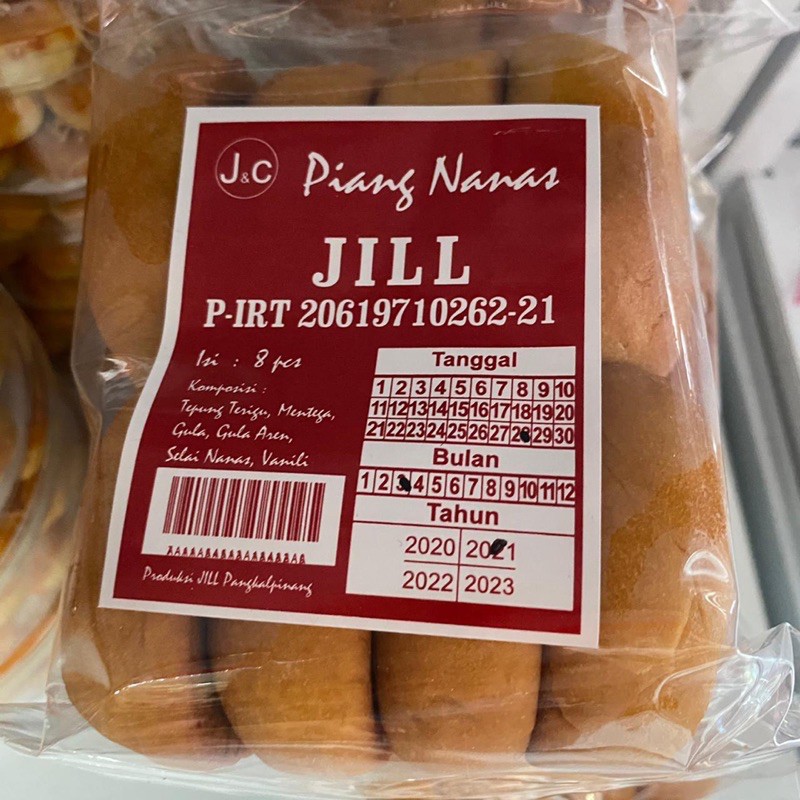 J&C
Piang Nanas
JILL
P-IRT 20619710262-21
Isi : 8 pcs
Komposisi :
Tepung Terigu, Mentega,
Gula, Gula Aren,
Selai Nanas, Vanili
Produksi JILL Pangkalpinang
Tanggal
1 2 3 4 5 6 7 8 9 10
11 12 13 14 15 16 17 18 19 20
21 22 23 24 25 26 27 28 29 30
Bulan
1 2 3 4 5 6 7 8 9 10 11 12
Tahun
2020 2021
2022 2023